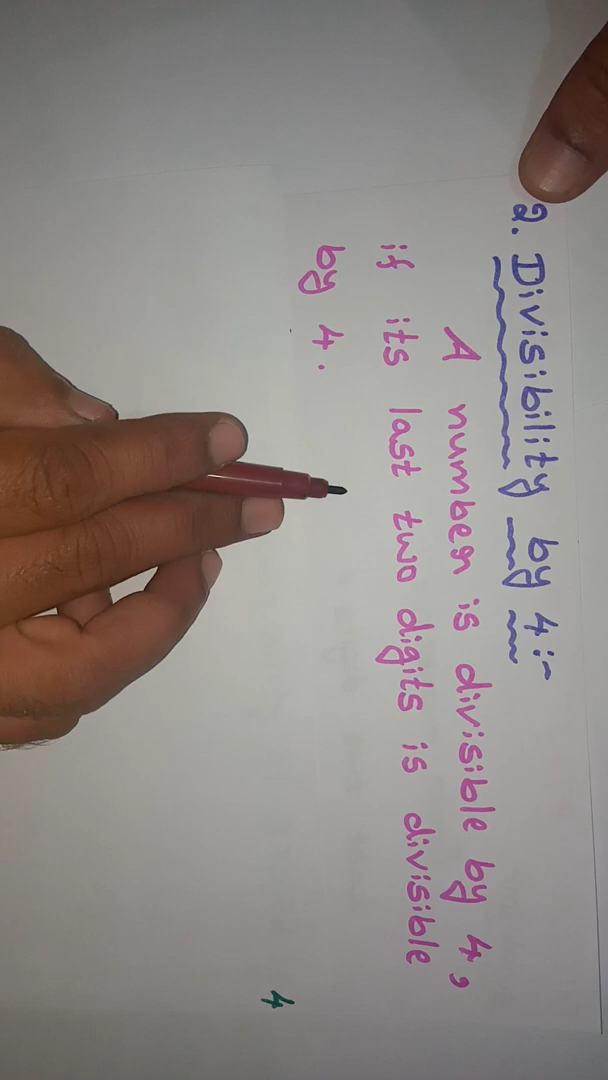 2. Divisibility by 4:-
A number is divisible by 4,
if its last two digits is divisible
by 4.
4